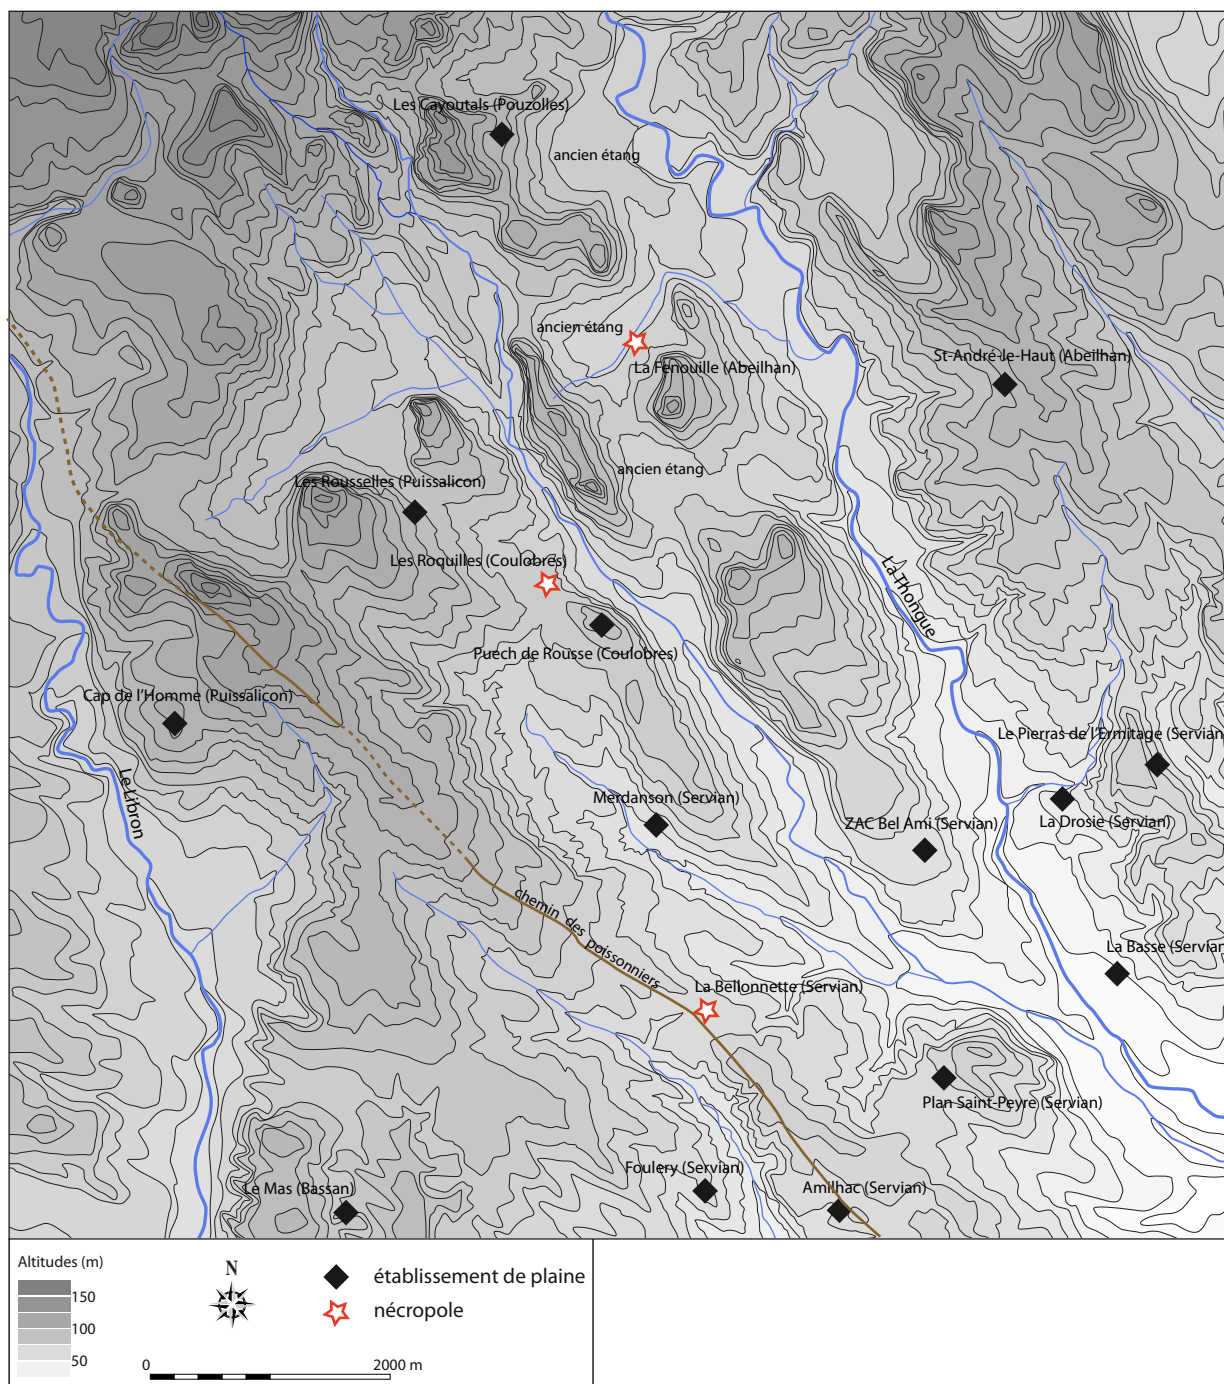 Les Cayoutals (Pouzolles)
ancien étang
ancien étang
La Fenouille (Abeilhan)
St-André-le-Haut (Abeilhan)
ancien étang
Les Rousselles (Puissalicon)
Les Roquilles (Coulobres)
La Thongue
Puech de Rousse (Coulobres)
Cap de l'Homme (Puissalicon)
Le Pierras de l'Ermitage (Servian
Le Libron
Merdanson (Servian)
ZAC Bel Ami (Servian)
La Drosie (Servian)
chemin des poissonniers
La Basse (Servian
La Bellonnette (Servian)
Plan Saint-Peyre (Servian)
Foulery (Servian)
Le Mas (Bassan)
Amilhac (Servian)
Altitudes (m)
150
100
50
N
établissement de plaine
nécropole
0 2000 m